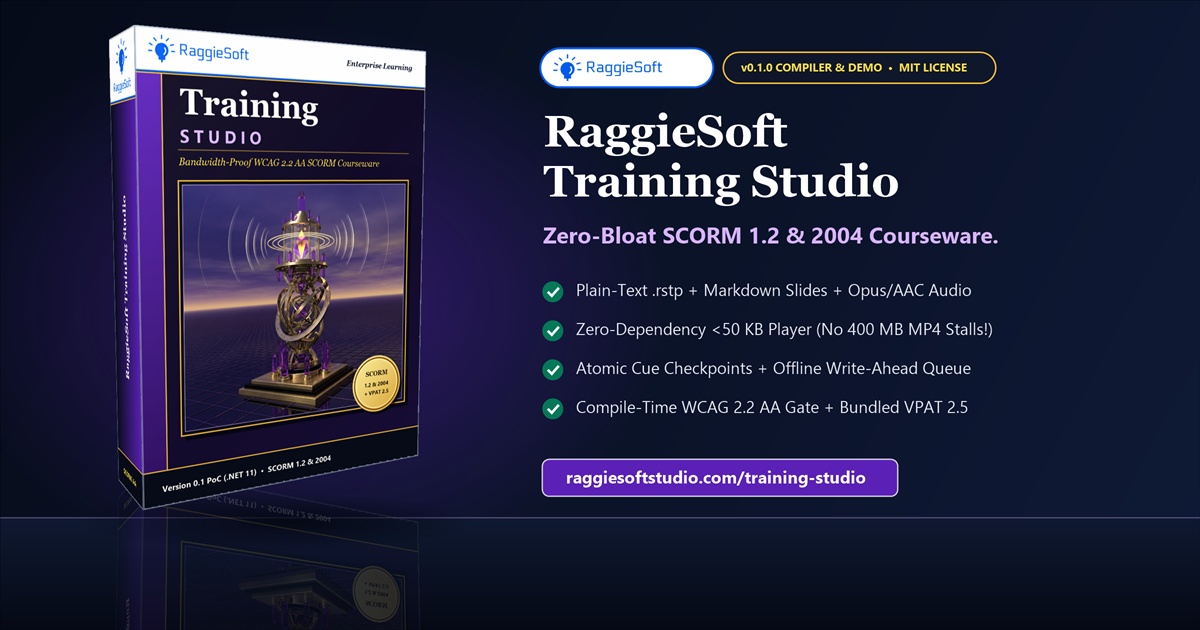 RaggieSoft
Enterprise Learning
RaggieSoft
Training
STUDIO
Bandwidth-Proof WCAG 2.2 AA SCORM Courseware
RaggieSoft Training Studio
SCORM
1.2 & 2004
+ VPAT 2.5
Version 0.1 PoC (.NET 11) • SCORM 1.2 & 2004
RaggieSoft
v0.1.0 COMPILER & DEMO • MIT LICENSE
RaggieSoft
Training Studio
Zero-Bloat SCORM 1.2 & 2004 Courseware.
Plain-Text .rstp + Markdown Slides + Opus/AAC Audio
Zero-Dependency <50 KB Player (No 400 MB MP4 Stalls!)
Atomic Cue Checkpoints + Offline Write-Ahead Queue
Compile-Time WCAG 2.2 AA Gate + Bundled VPAT 2.5
raggiesoftstudio.com/training-studio